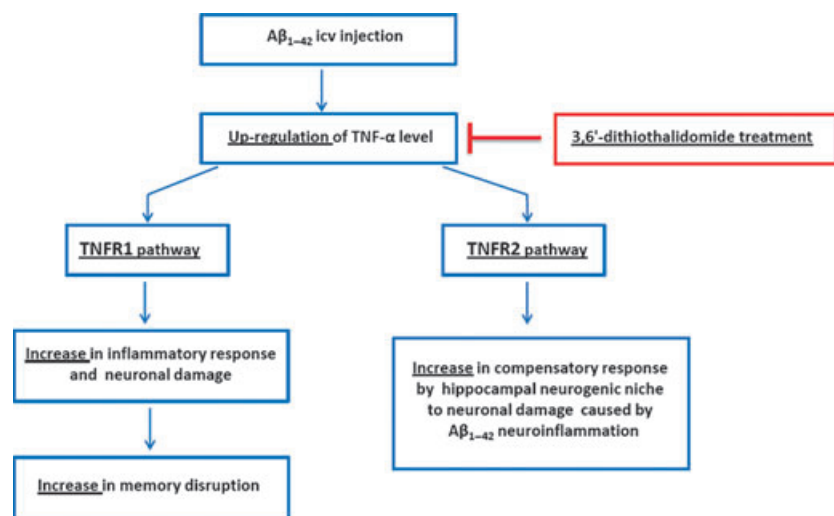 Aβ₁₋₄₂ icv injection
Up-regulation of TNF-α level
3,6'-dithiothalidomide treatment
TNFR1 pathway
TNFR2 pathway
Increase in inflammatory response
and neuronal damage
Increase in compensatory response
by hippocampal neurogenic niche
to neuronal damage caused by
Aβ₁₋₄₂ neuroinflammation
Increase in memory disruption